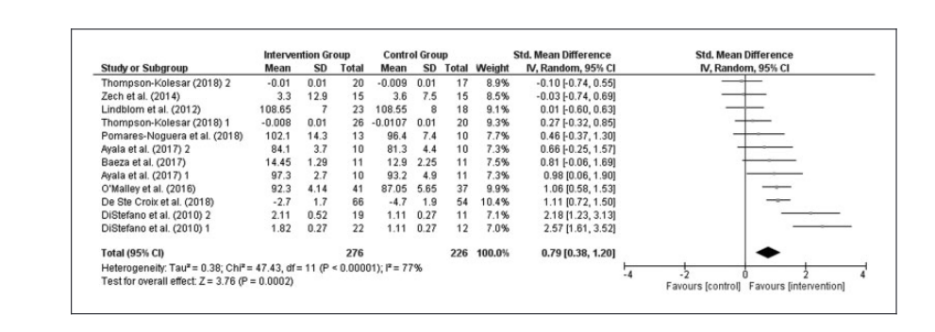 Intervention Group Control Group Std. Mean Difference Std. Mean Difference
Study or Subgroup Mean SD Total Mean SD Total Weight IV, Random, 95% CI IV, Random, 95% CI
Thompson-Kolesar (2018) 2 -0.01 0.01 20 -0.009 0.01 17 8.9% -0.10 [-0.74, 0.55]
Zech et al. (2014) 3.3 12.9 15 3.6 7.5 15 8.5% -0.03 [-0.74, 0.69]
Lindblom et al. (2012) 108.65 7 23 108.55 8 18 9.0% 0.01 [-0.60, 0.63]
Thompson-Kolesar (2018) 1 -0.008 0.01 26 -0.0107 0.01 20 9.2% 0.27 [-0.32, 0.85]
Pomares-Noguera et al. (2018) 102.1 14.3 13 96.4 7.4 10 8.0% 0.46 [-0.37, 1.30]
Ayala et al. (2017) 2 84.1 3.7 10 81.3 4.4 10 7.6% 0.66 [-0.25, 1.57]
Baeza et al. (2017) 14.45 1.29 11 12.9 2.25 11 7.8% 0.81 [-0.06, 1.69]
Ayala et al. (2017) 1 97.3 2.7 10 93.2 4.9 11 7.6% 0.98 [0.06, 1.90]
O'Malley et al. (2016) 92.3 4.14 41 87.05 5.65 37 9.9% 1.06 [0.58, 1.53]
De Ste Croix et al. (2018) -2.7 1.7 66 -4.7 1.9 54 10.4% 1.11 [0.72, 1.50]
DiStefano et al. (2010) 2 2.11 0.52 19 1.11 0.27 11 7.5% 2.18 [1.23, 3.13]
DiStefano et al. (2010) 1 1.82 0.27 22 1.11 0.27 12 7.0% 2.57 [1.61, 3.52]
Total (95% CI) 276 226 100.0% 0.79 [0.38, 1.20]
Heterogeneity: Tau² = 0.38; Chi² = 47.43, df = 11 (P < 0.00001); I² = 77%
Test for overall effect: Z = 3.76 (P = 0.0002)
-4 -2 0 2 4
Favours [control] Favours [intervention]